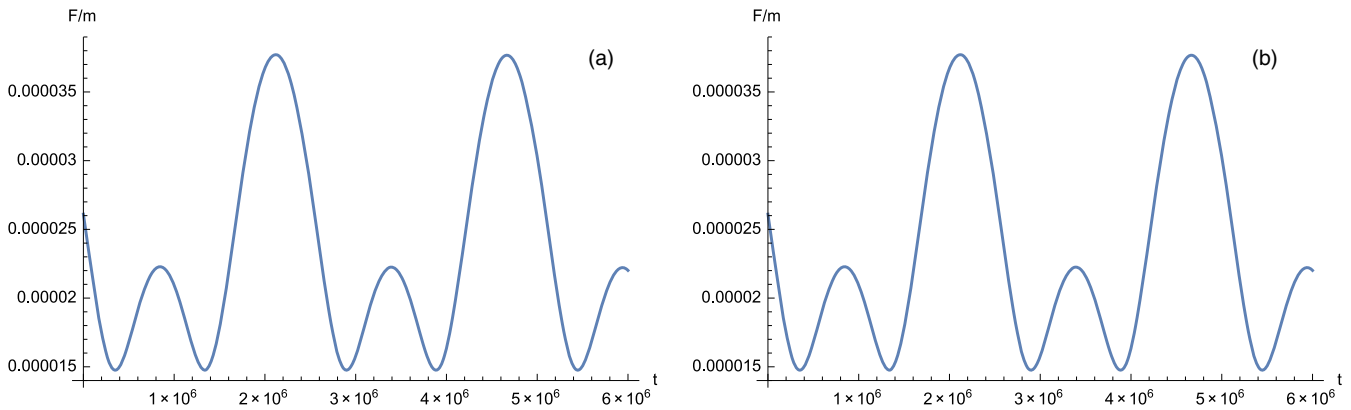 F/m
(a)
0.000035
0.00003
0.000025
0.00002
0.000015
1 × 10⁶
2 × 10⁶
3 × 10⁶
4 × 10⁶
5 × 10⁶
6 × 10⁶
t
F/m
(b)
0.000035
0.00003
0.000025
0.00002
0.000015
1 × 10⁶
2 × 10⁶
3 × 10⁶
4 × 10⁶
5 × 10⁶
6 × 10⁶
t